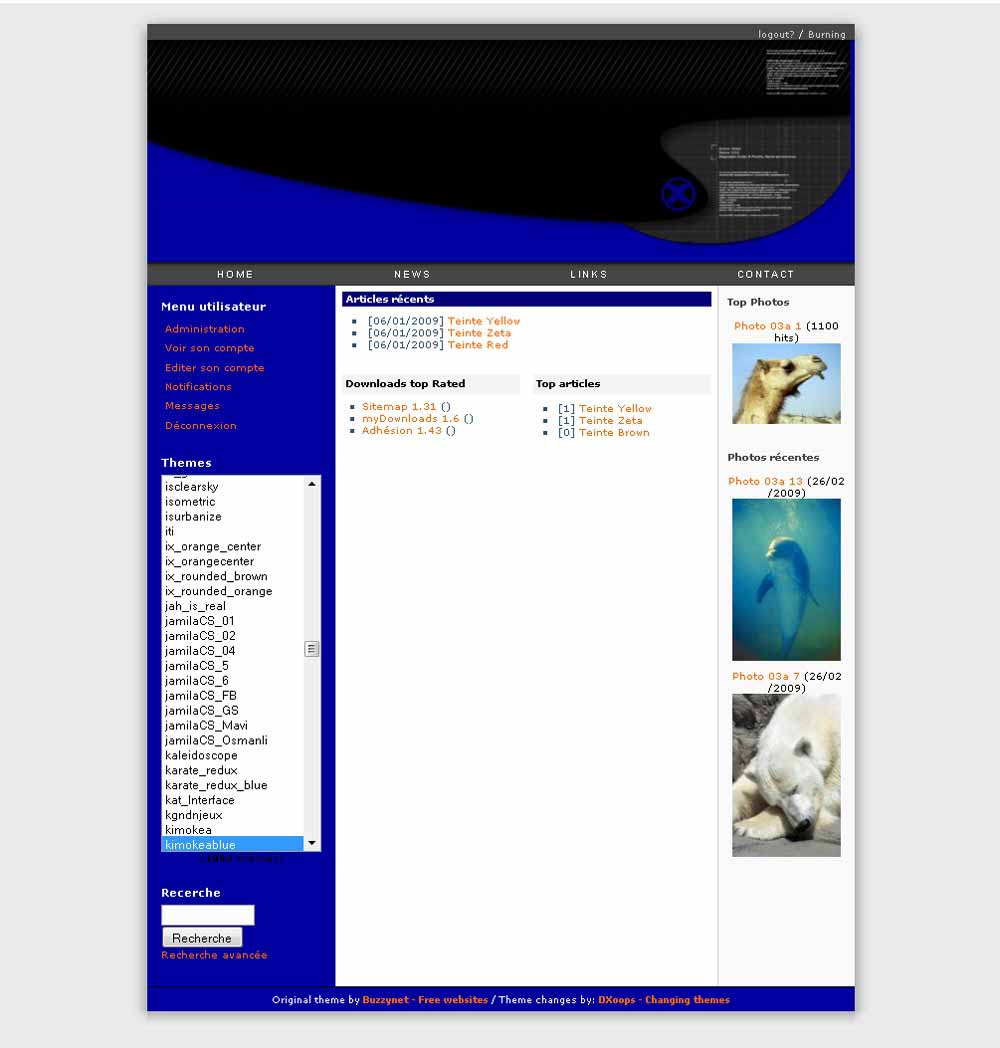 logout? / Burning
HOME NEWS LINKS CONTACT
Menu utilisateur
Administration
Voir son compte
Editer son compte
Notifications
Messages
Déconnexion
Themes
isclearsky
isometric
isurbanize
iti
ix_orange_center
ix_orangecenter
ix_rounded_brown
ix_rounded_orange
jah_is_real
jamilaCS_01
jamilaCS_02
jamilaCS_04
jamilaCS_5
jamilaCS_6
jamilaCS_FB
jamilaCS_GS
jamilaCS_Mavi
jamilaCS_Osmanli
kaleidoscope
karate_redux
karate_redux_blue
kat_Interface
kgndnjeux
kimokea
kimokeablue
Recerche
Recherche
Recherche avancée
Articles récents
[06/01/2009] Teinte Yellow
[06/01/2009] Teinte Zeta
[06/01/2009] Teinte Red
Downloads top Rated
Sitemap 1.31 ()
myDownloads 1.6 ()
Adhésion 1.43 ()
Top articles
[1] Teinte Yellow
[1] Teinte Zeta
[0] Teinte Brown
Top Photos
Photo 03a 1 (1100
hits)
Photos récentes
Photo 03a 13 (26/02
/2009)
Photo 03a 7 (26/02
/2009)
Original theme by Buzzynet - Free websites / Theme changes by: DXoops - Changing themes